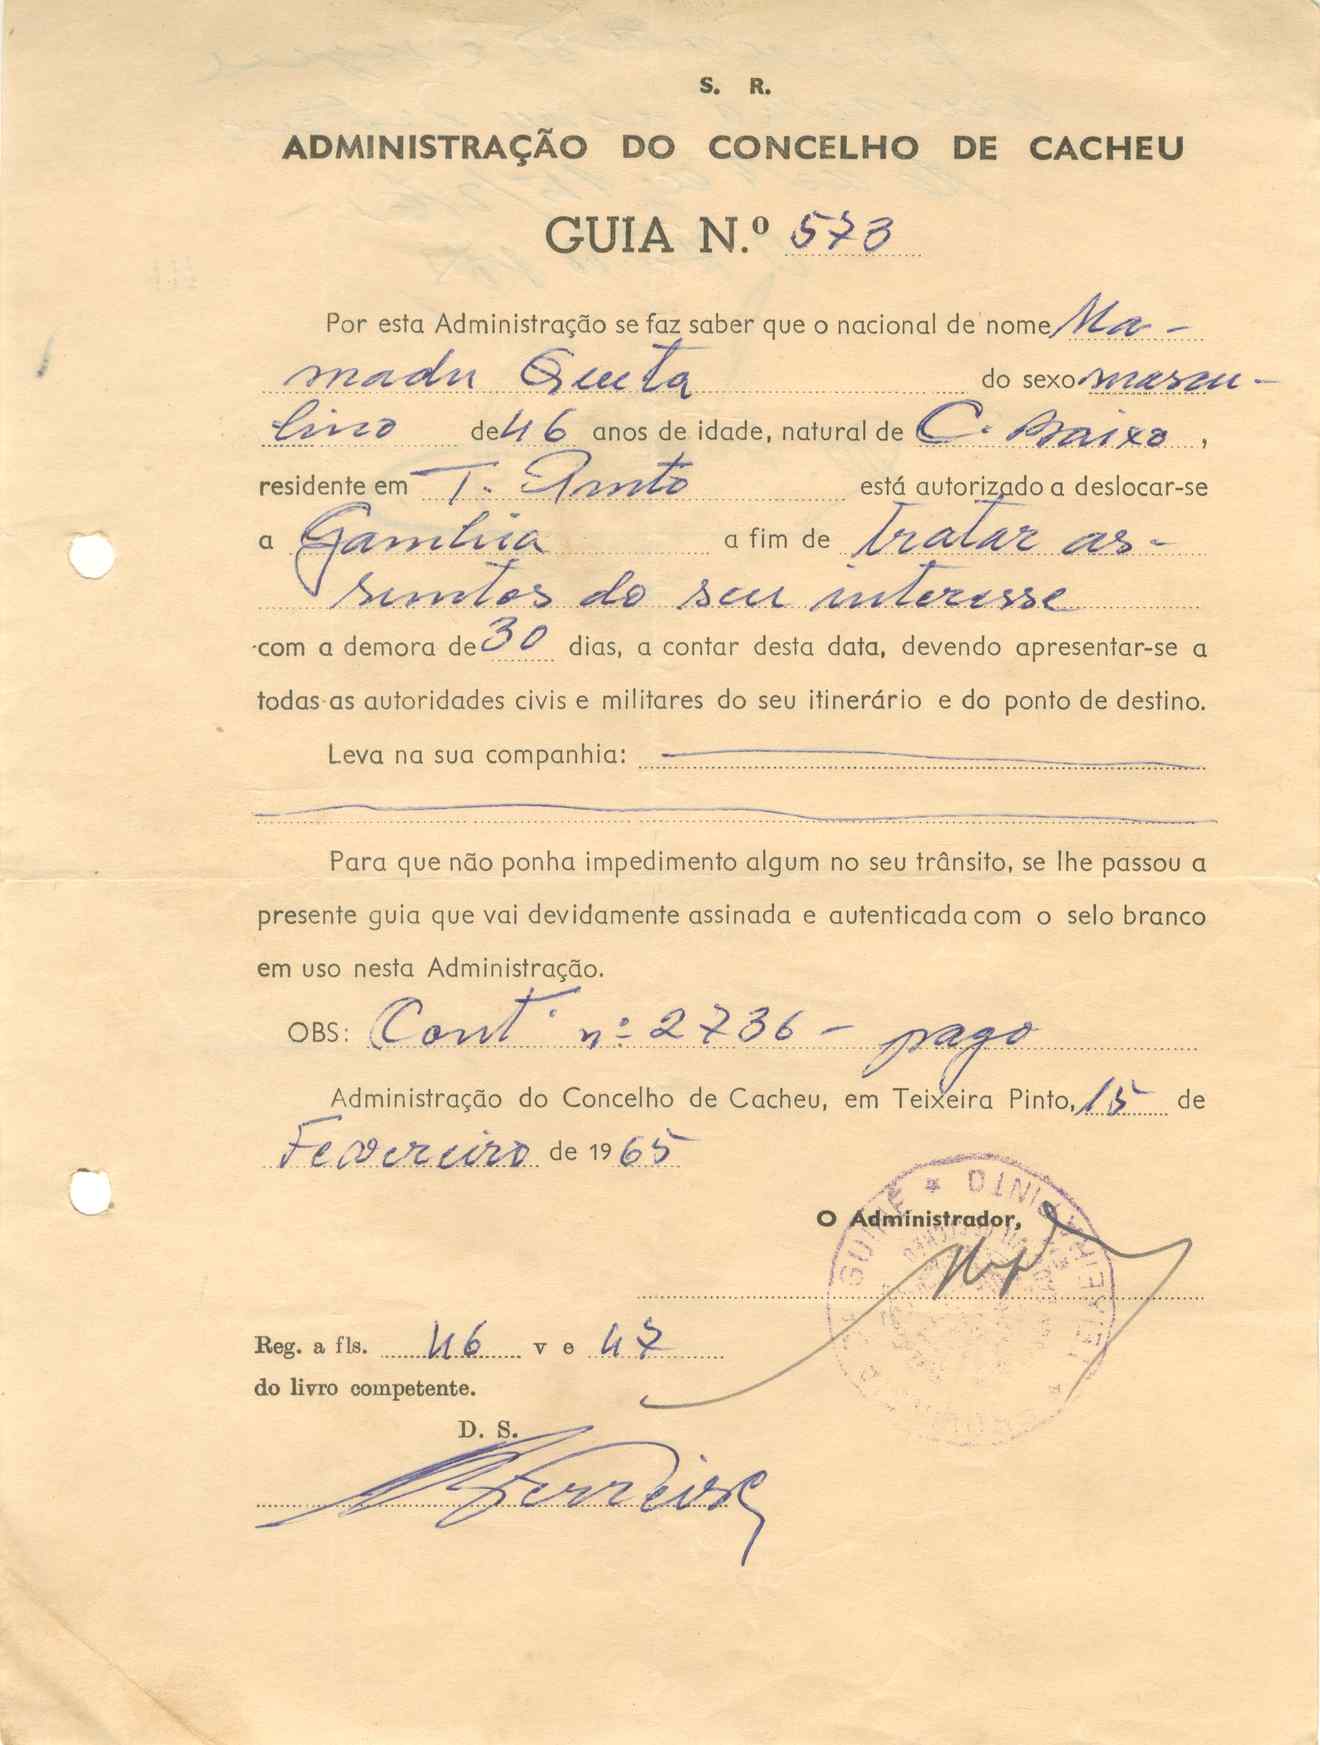 S. R.
ADMINISTRAÇÃO DO CONCELHO DE CACHEU
GUIA N.º 573
Por esta Administração se faz saber que o nacional de nome Ma-
madu Queta do sexo mascu-
lino de 46 anos de idade, natural de C. Baixo,
residente em T. Pinto está autorizado a deslocar-se
a Gambia a fim de tratar as-
suntos do seu interesse
com a demora de 30 dias, a contar desta data, devendo apresentar-se a
todas as autoridades civis e militares do seu itinerário e do ponto de destino.
Leva na sua companhia:
Para que não ponha impedimento algum no seu trânsito, se lhe passou a
presente guia que vai devidamente assinada e autenticada com o selo branco
em uso nesta Administração.
OBS: Cont. nº 2736 - pago
Administração do Concelho de Cacheu, em Teixeira Pinto, 15 de
Fevereiro de 1965
O Administrador,
GUINÉ * TEIXEIRA PINTO *
Reg. a fls. 46 v e 47
do livro competente.
D. S.
Ferreira